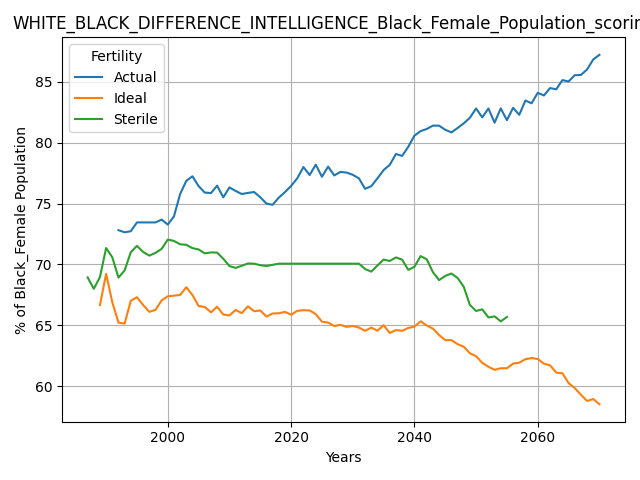 WHITE_BLACK_DIFFERENCE_INTELLIGENCE_Black_Female_Population_scorin
Fertility
Actual
Ideal
Sterile
% of Black_Female Population
85
80
75
70
65
60
2000
2020
2040
2060
Years